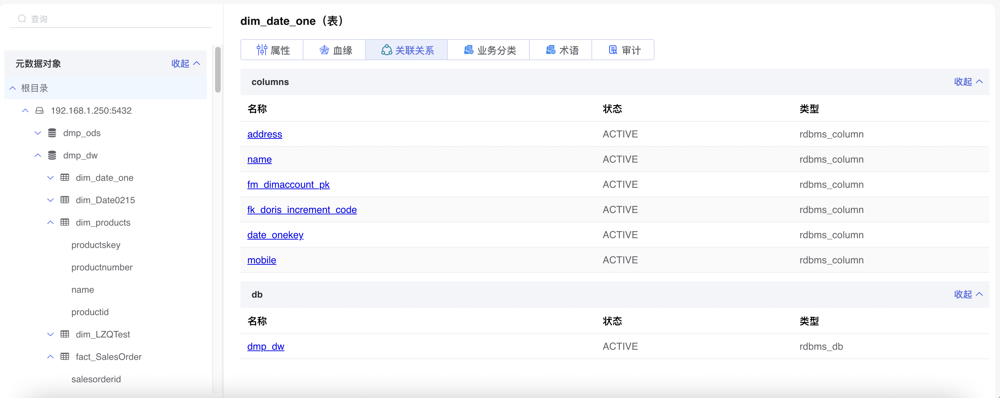 查询
元数据对象 收起
根目录
192.168.1.250:5432
dmp_ods
dmp_dw
dim_date_one
dim_Date0215
dim_products
productskey
productnumber
name
productid
dim_LZQTest
fact_SalesOrder
salesorderid
dim_date_one（表）
属性 血缘 关联关系 业务分类 术语 审计
columns 收起
名称 状态 类型
address ACTIVE rdbms_column
name ACTIVE rdbms_column
fm_dimaccount_pk ACTIVE rdbms_column
fk_doris_increment_code ACTIVE rdbms_column
date_onekey ACTIVE rdbms_column
mobile ACTIVE rdbms_column
db 收起
名称 状态 类型
dmp_dw ACTIVE rdbms_db